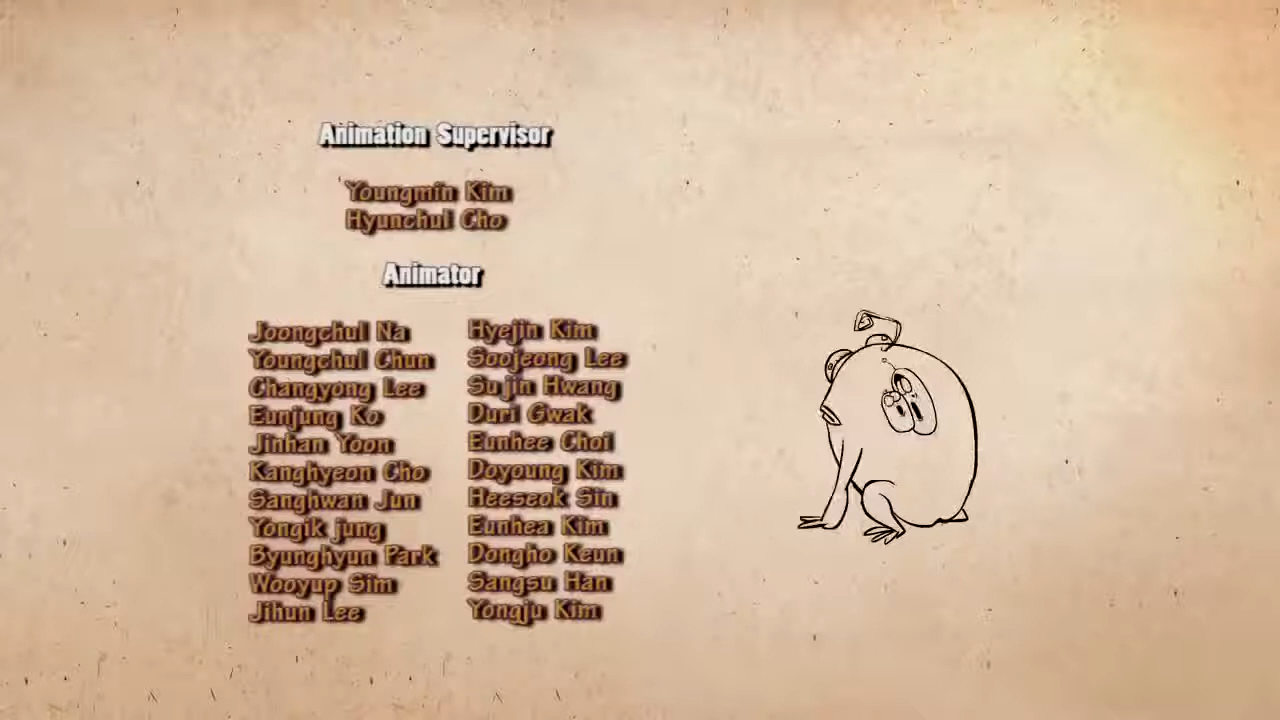 Animation Supervisor
Youngmin Kim
Hyunchul Cho
Animator
Joongchul Na
Youngchul Chun
Changyong Lee
Eunjung Ko
Jinhan Yoon
Kanghyeon Cho
Sanghwan Jun
Yongik jung
Byunghyun Park
Wooyup Sim
Jihun Lee
Hyejin Kim
Soojeong Lee
Sujin Hwang
Duri Gwak
Eunhee Choi
Doyoung Kim
Heeseok Sin
Eunhea Kim
Dongho Keun
Sangsu Han
Yongju Kim